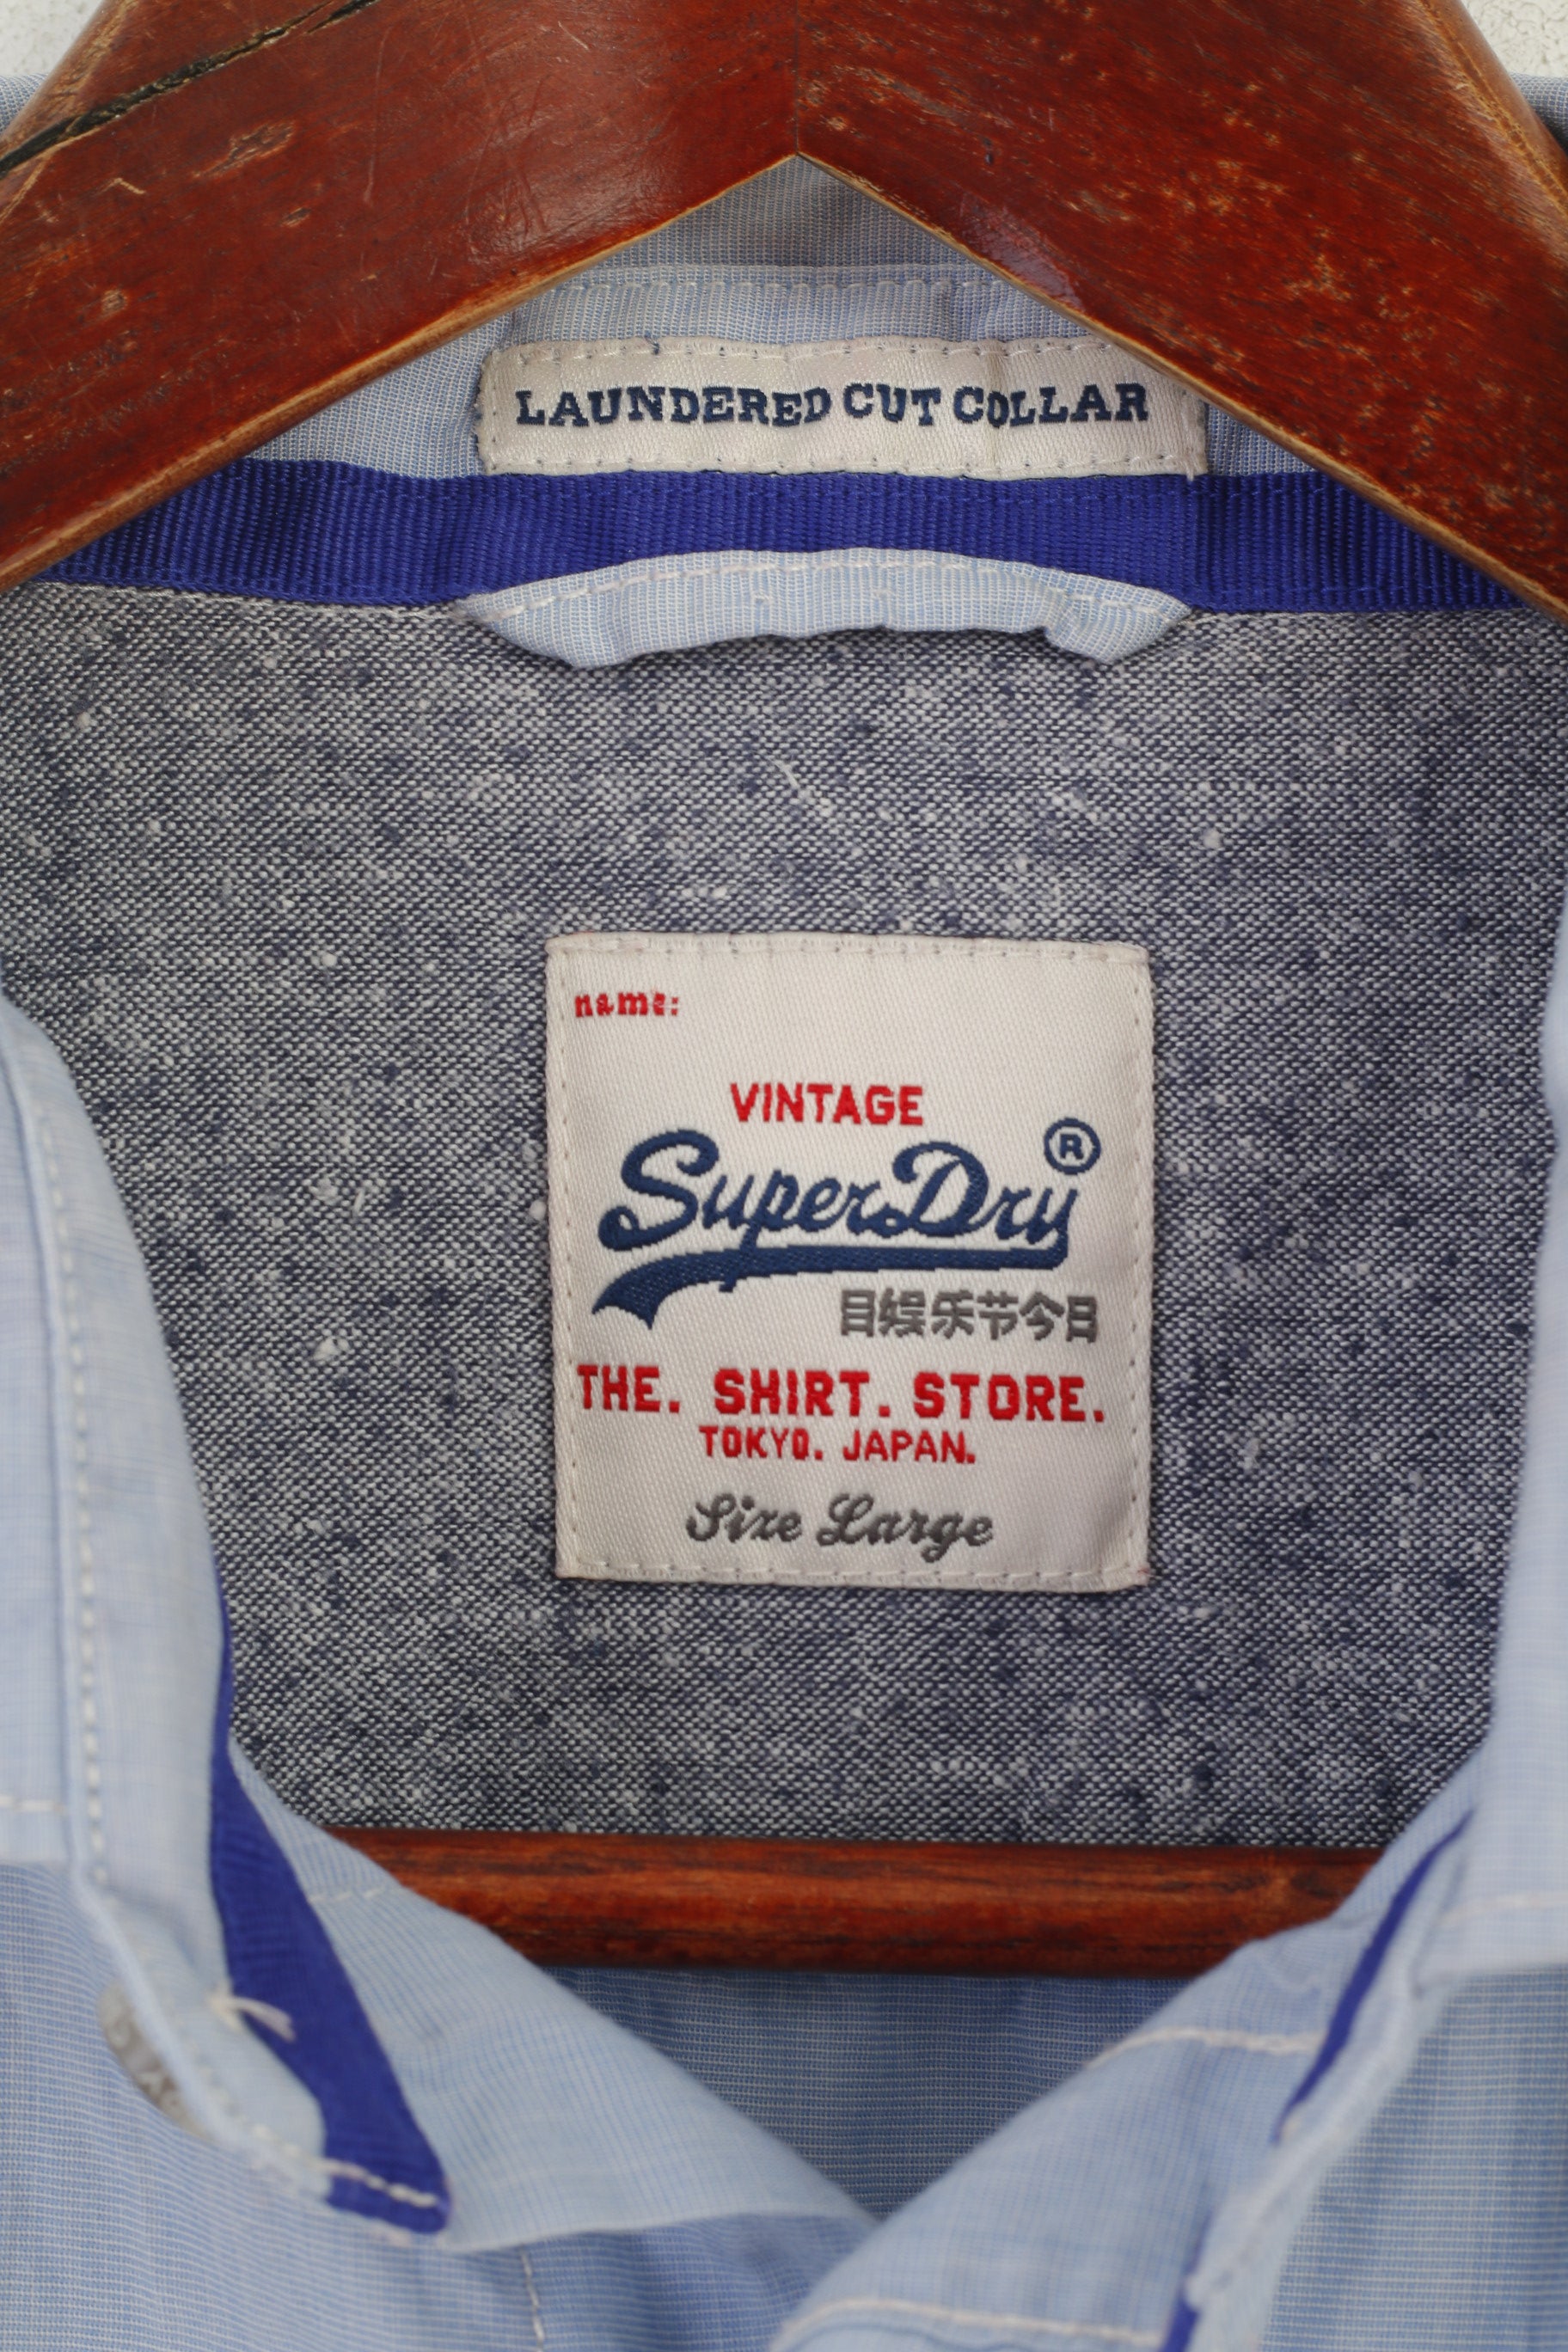 LAUNDERED CUT COLLAR
name:
VINTAGE
SuperDry®
目娱乐节今日
THE. SHIRT. STORE.
TOKYO. JAPAN.
Size Large